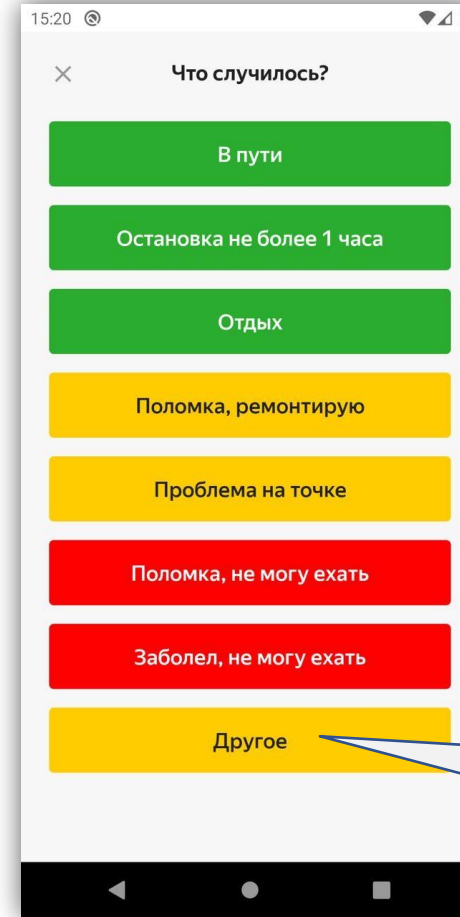 15:20
Что случилось?
В пути
Остановка не более 1 часа
Отдых
Поломка, ремонтирую
Проблема на точке
Поломка, не могу ехать
Заболел, не могу ехать
Другое